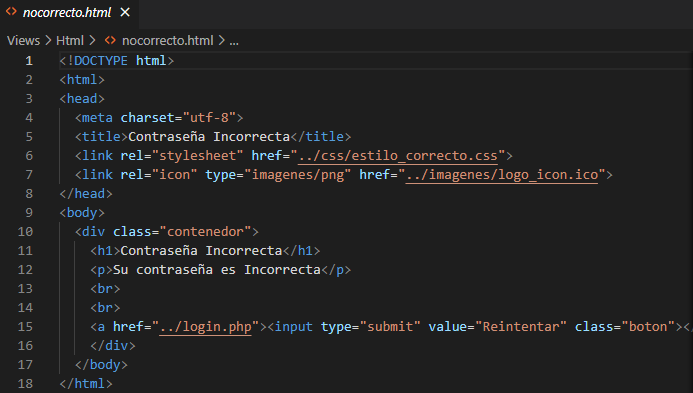 <> nocorrecto.html ×
Views > Html > <> nocorrecto.html > ...
1 <!DOCTYPE html>
2 <html>
3 <head>
4 <meta charset="utf-8">
5 <title>Contraseña Incorrecta</title>
6 <link rel="stylesheet" href="../css/estilo_correcto.css">
7 <link rel="icon" type="imagenes/png" href="../imagenes/logo_icon.ico">
8 </head>
9 <body>
10 <div class="contenedor">
11 <h1>Contraseña Incorrecta</h1>
12 <p>Su contraseña es Incorrecta</p>
13 <br>
14 <br>
15 <a href="../login.php"><input type="submit" value="Reintentar" class="boton"></
16 </div>
17 </body>
18 </html>